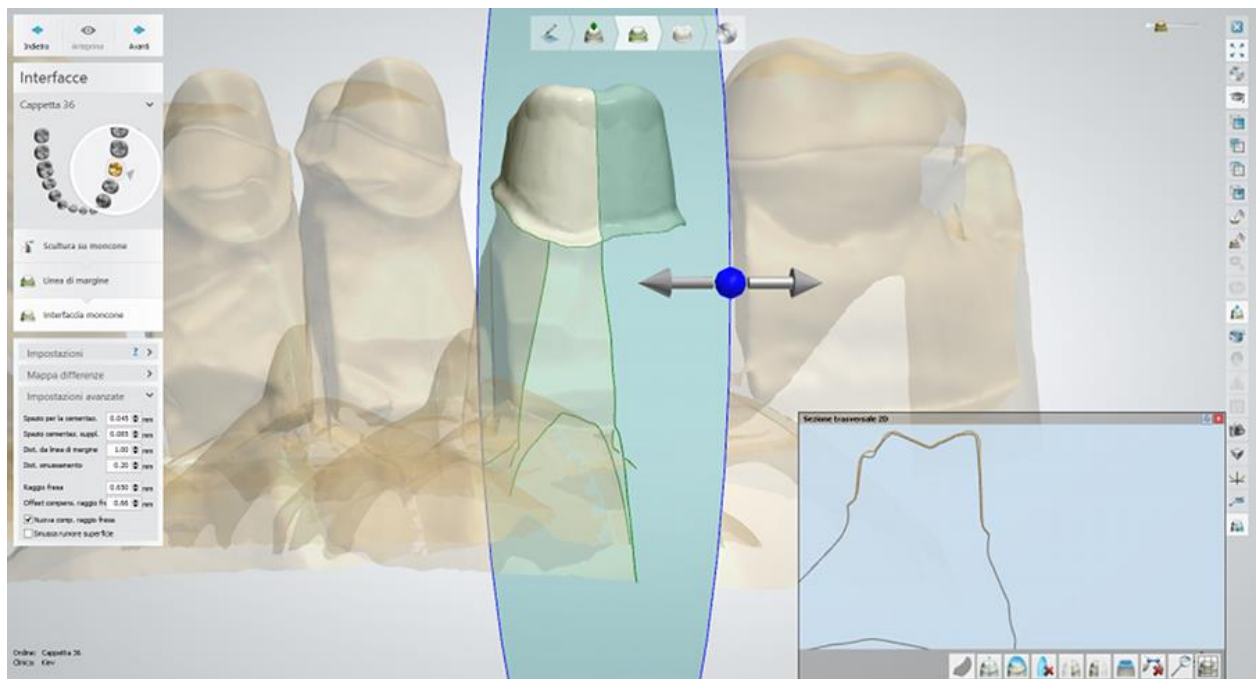 Indietro
Anteprima
Avanti
Interfacce
Cappetta 36
Scultura su moncone
Linea di margine
Interfaccia moncone
Impostazioni
Mappa differenze
Impostazioni avanzate
Spazio per la cementaz. 0.045 mm
Spazio cementaz. suppl. 0.085 mm
Dist. da linea di margine 1.00 mm
Dist. smussamento 0.20 mm
Raggio fresa 0.650 mm
Offset compens. raggio fre 0.66 mm
Nuova comp. raggio fresa
Smussa rumore superficie
Sezione trasversale 2D
Ordine: Cappetta 36
Clinica: Kiev